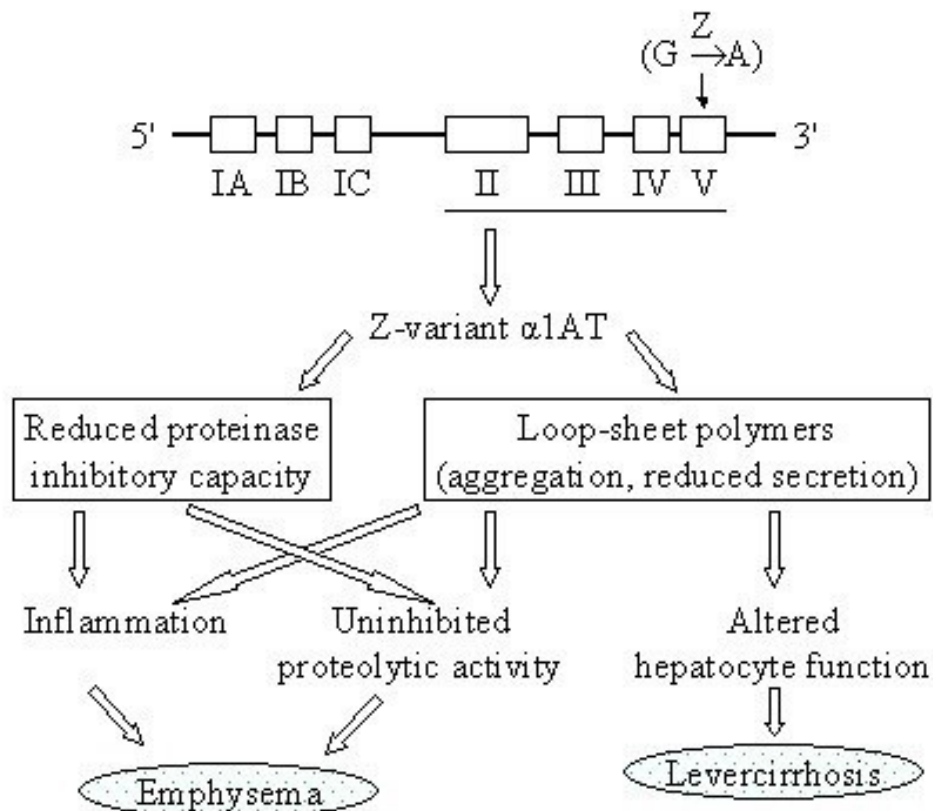 Z
(G →A)
5' 3'
IA IB IC II III IV V
Z-variant α1AT
Reduced proteinase
inhibitory capacity
Loop-sheet polymers
(aggregation, reduced secretion)
Inflammation
Uninhibited
proteolytic activity
Altered
hepatocyte function
Emphysema
Levercirrhosis